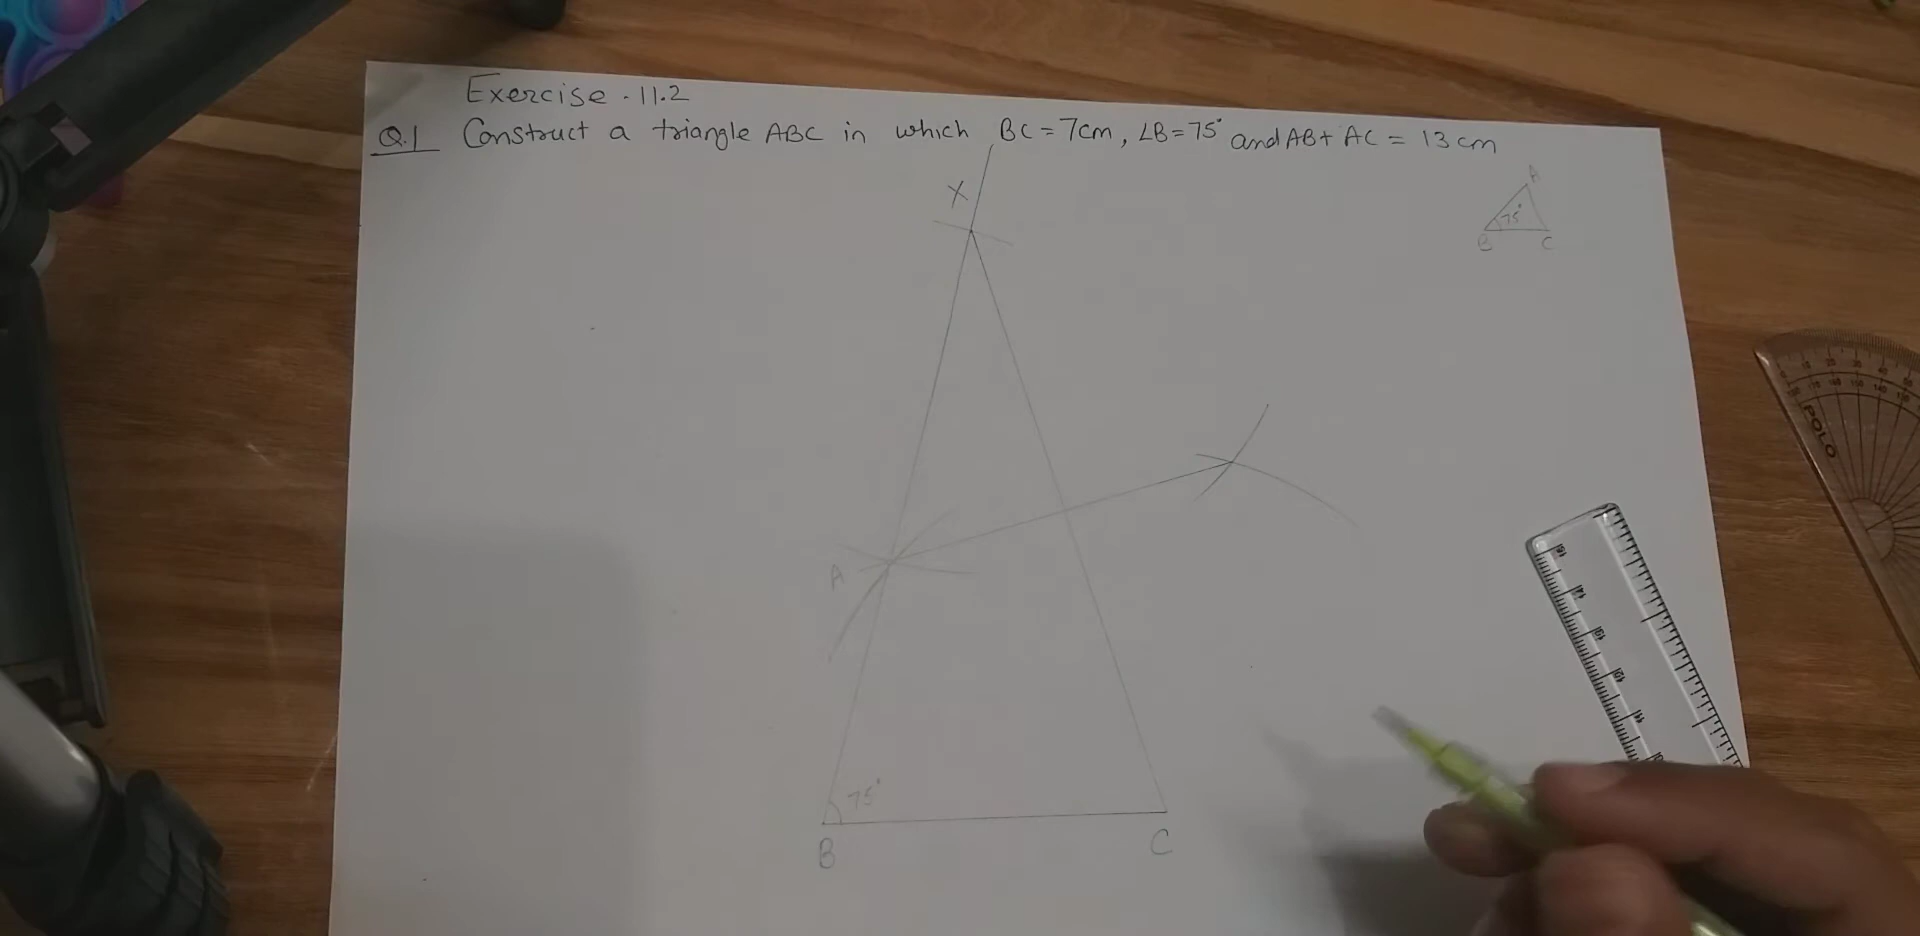 Exercise - 11.2
Q.1 Construct a triangle ABC in which BC = 7cm, ∠B = 75° and AB + AC = 13 cm
X
A
75°
B C
A
75°
B C
POLO